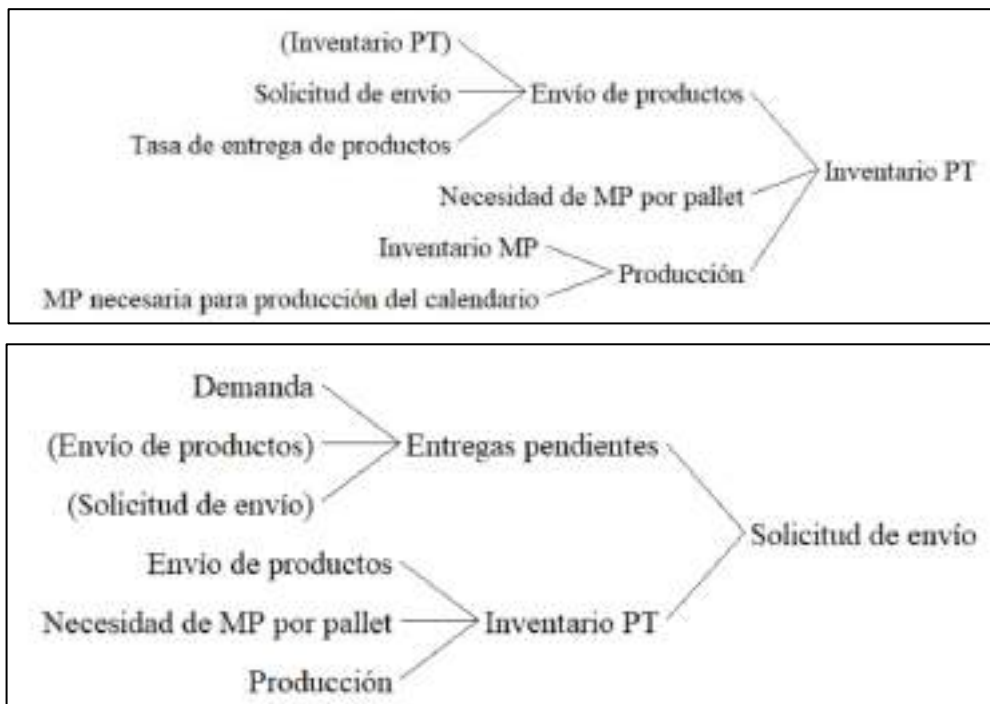 (Inventario PT)
Solicitud de envío
Envío de productos
Tasa de entrega de productos
Inventario PT
Necesidad de MP por pallet
Inventario MP
Producción
MP necesaria para producción del calendario
Demanda
(Envío de productos)
Entregas pendientes
(Solicitud de envío)
Solicitud de envío
Envío de productos
Necesidad de MP por pallet
Inventario PT
Producción